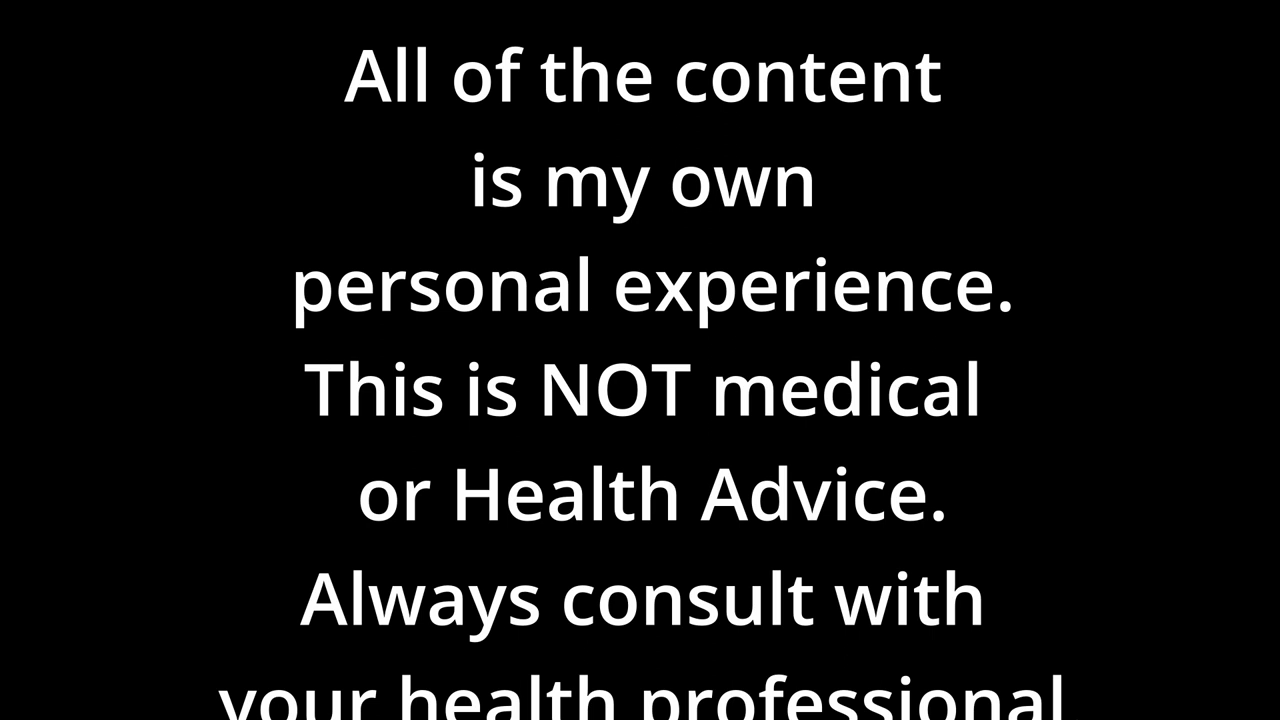 All of the content
is my own
personal experience.
This is NOT medical
or Health Advice.
Always consult with
your health professional